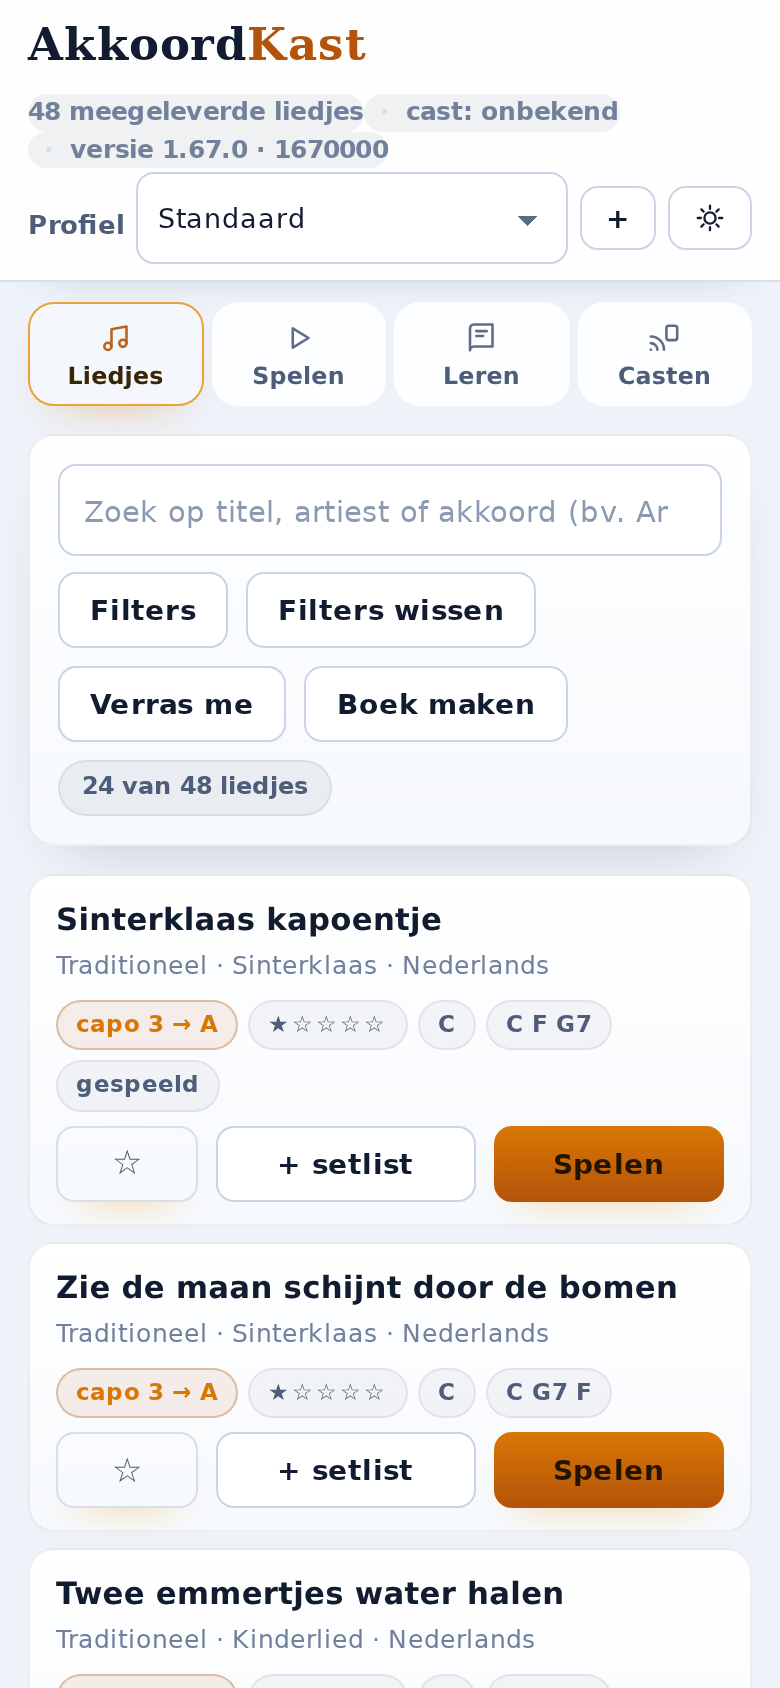 AkkoordKast
48 meegeleverde liedjes · cast: onbekend
· versie 1.67.0 · 1670000
Profiel Standaard +
Liedjes Spelen Leren Casten
Zoek op titel, artiest of akkoord (bv. Ar
Filters Filters wissen
Verras me Boek maken
24 van 48 liedjes
Sinterklaas kapoentje
Traditioneel · Sinterklaas · Nederlands
capo 3 → A ★☆☆☆☆ C C F G7
gespeeld
☆ + setlist Spelen
Zie de maan schijnt door de bomen
Traditioneel · Sinterklaas · Nederlands
capo 3 → A ★☆☆☆☆ C C G7 F
☆ + setlist Spelen
Twee emmertjes water halen
Traditioneel · Kinderlied · Nederlands